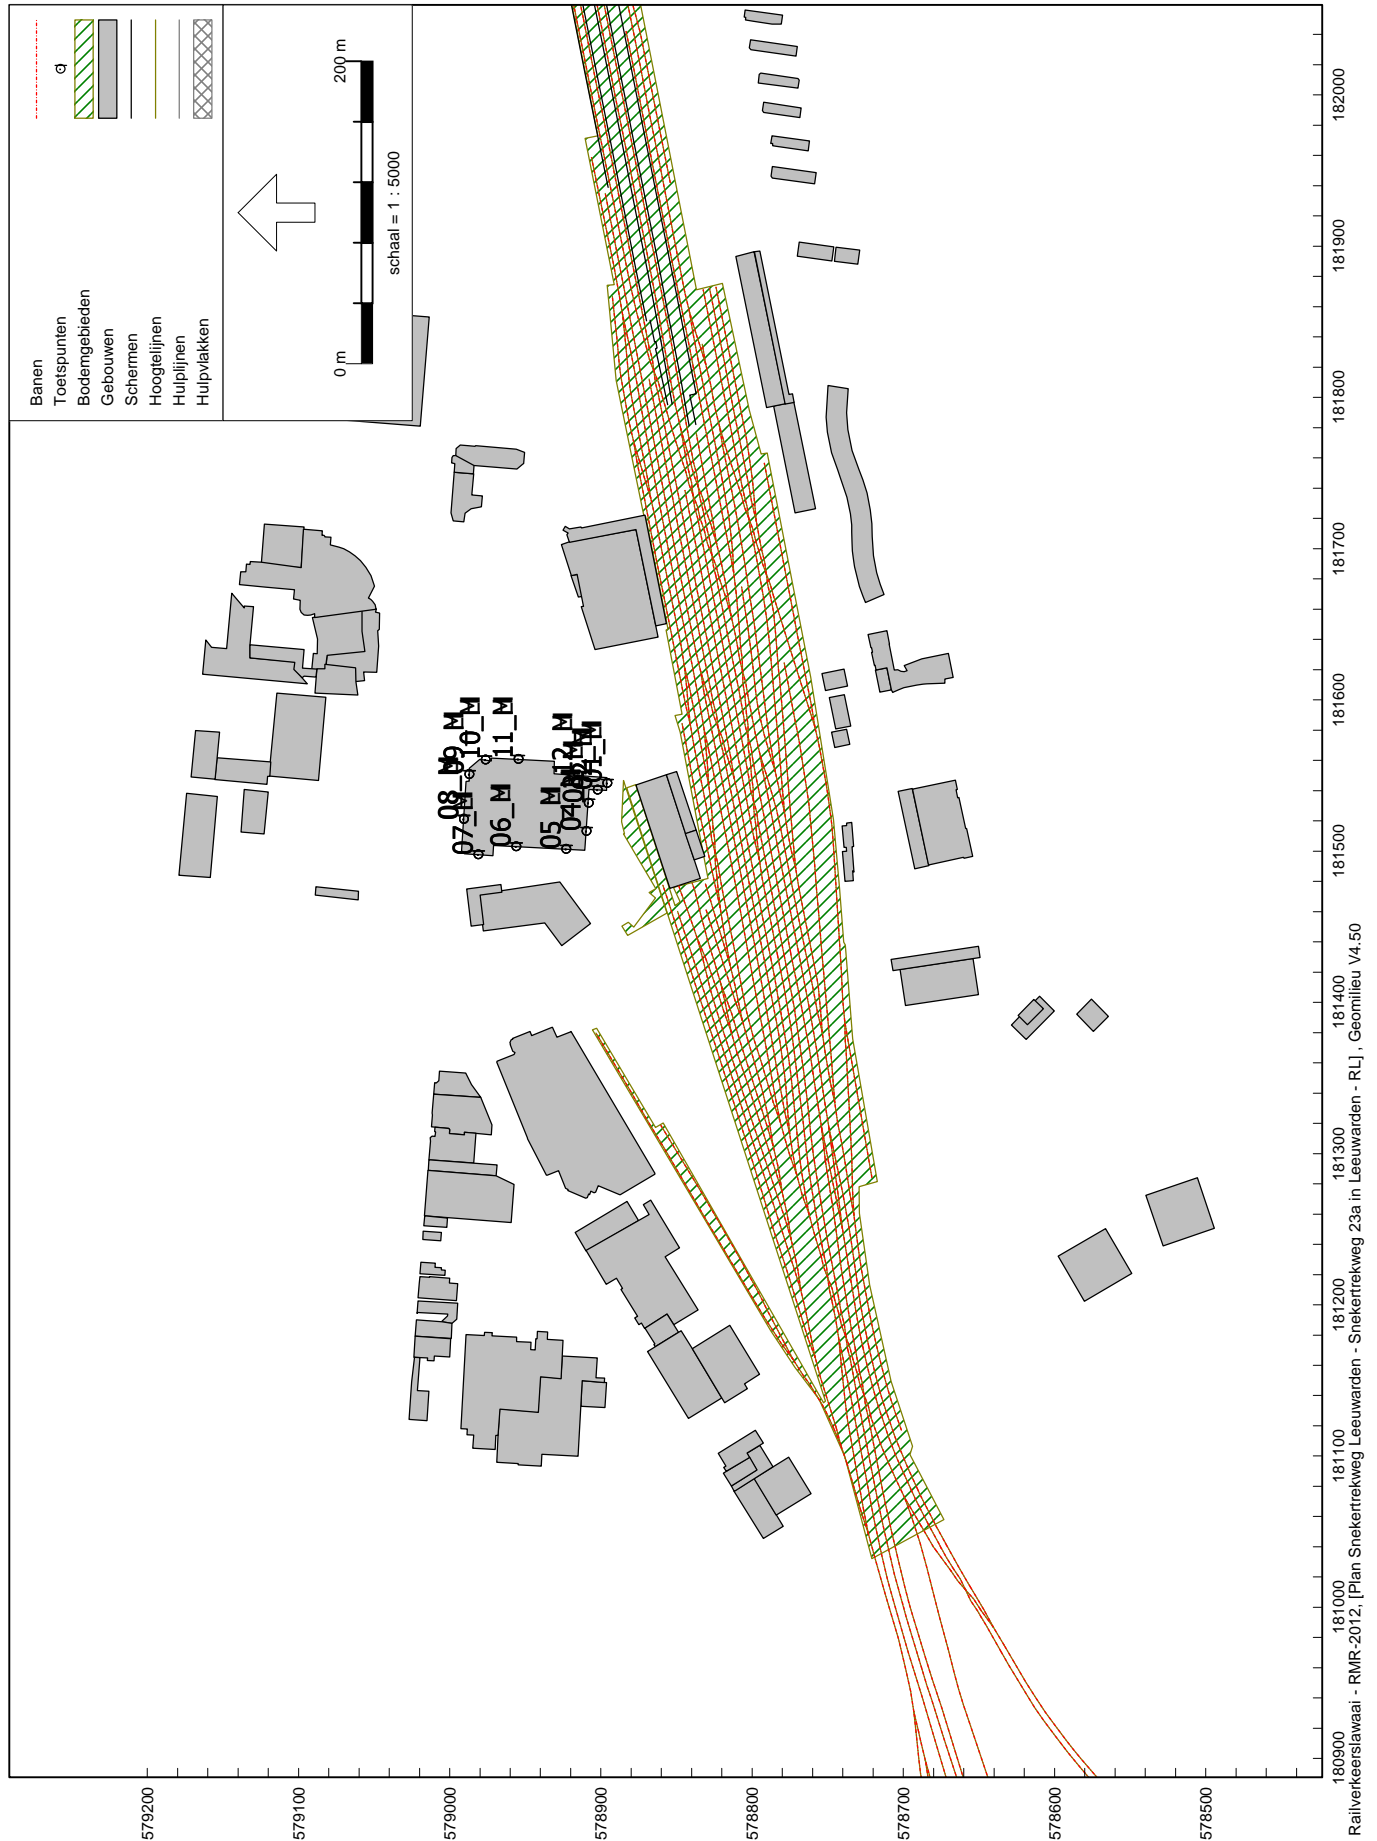 Banen
Toetspunten
Bodemgebieden
Gebouwen
Schermen
Hoogtelijnen
Hulplijnen
Hulpvlakken
0 m
200 m
schaal = 1 : 5000
07_M
08_M
09_M
10_M
11_M
06_M
05_M
12_M
01_M
579200
579100
579000
578900
578800
578700
578600
578500
180900
181000
181100
181200
181300
181400
181500
181600
181700
181800
181900
182000
Railverkeerslawaai - RMR-2012, [Plan Snekertrekweg Leeuwarden - Snekertrekweg 23a in Leeuwarden - RL] , Geomilieu V4.50